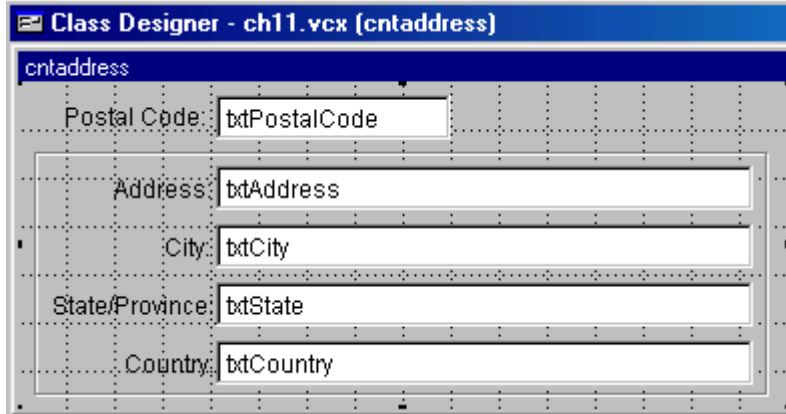 Class Designer - ch11.vcx (cntaddress)
cntaddress
Postal Code: txtPostalCode
Address: txtAddress
City: txtCity
State/Province: txtState
Country: txtCountry